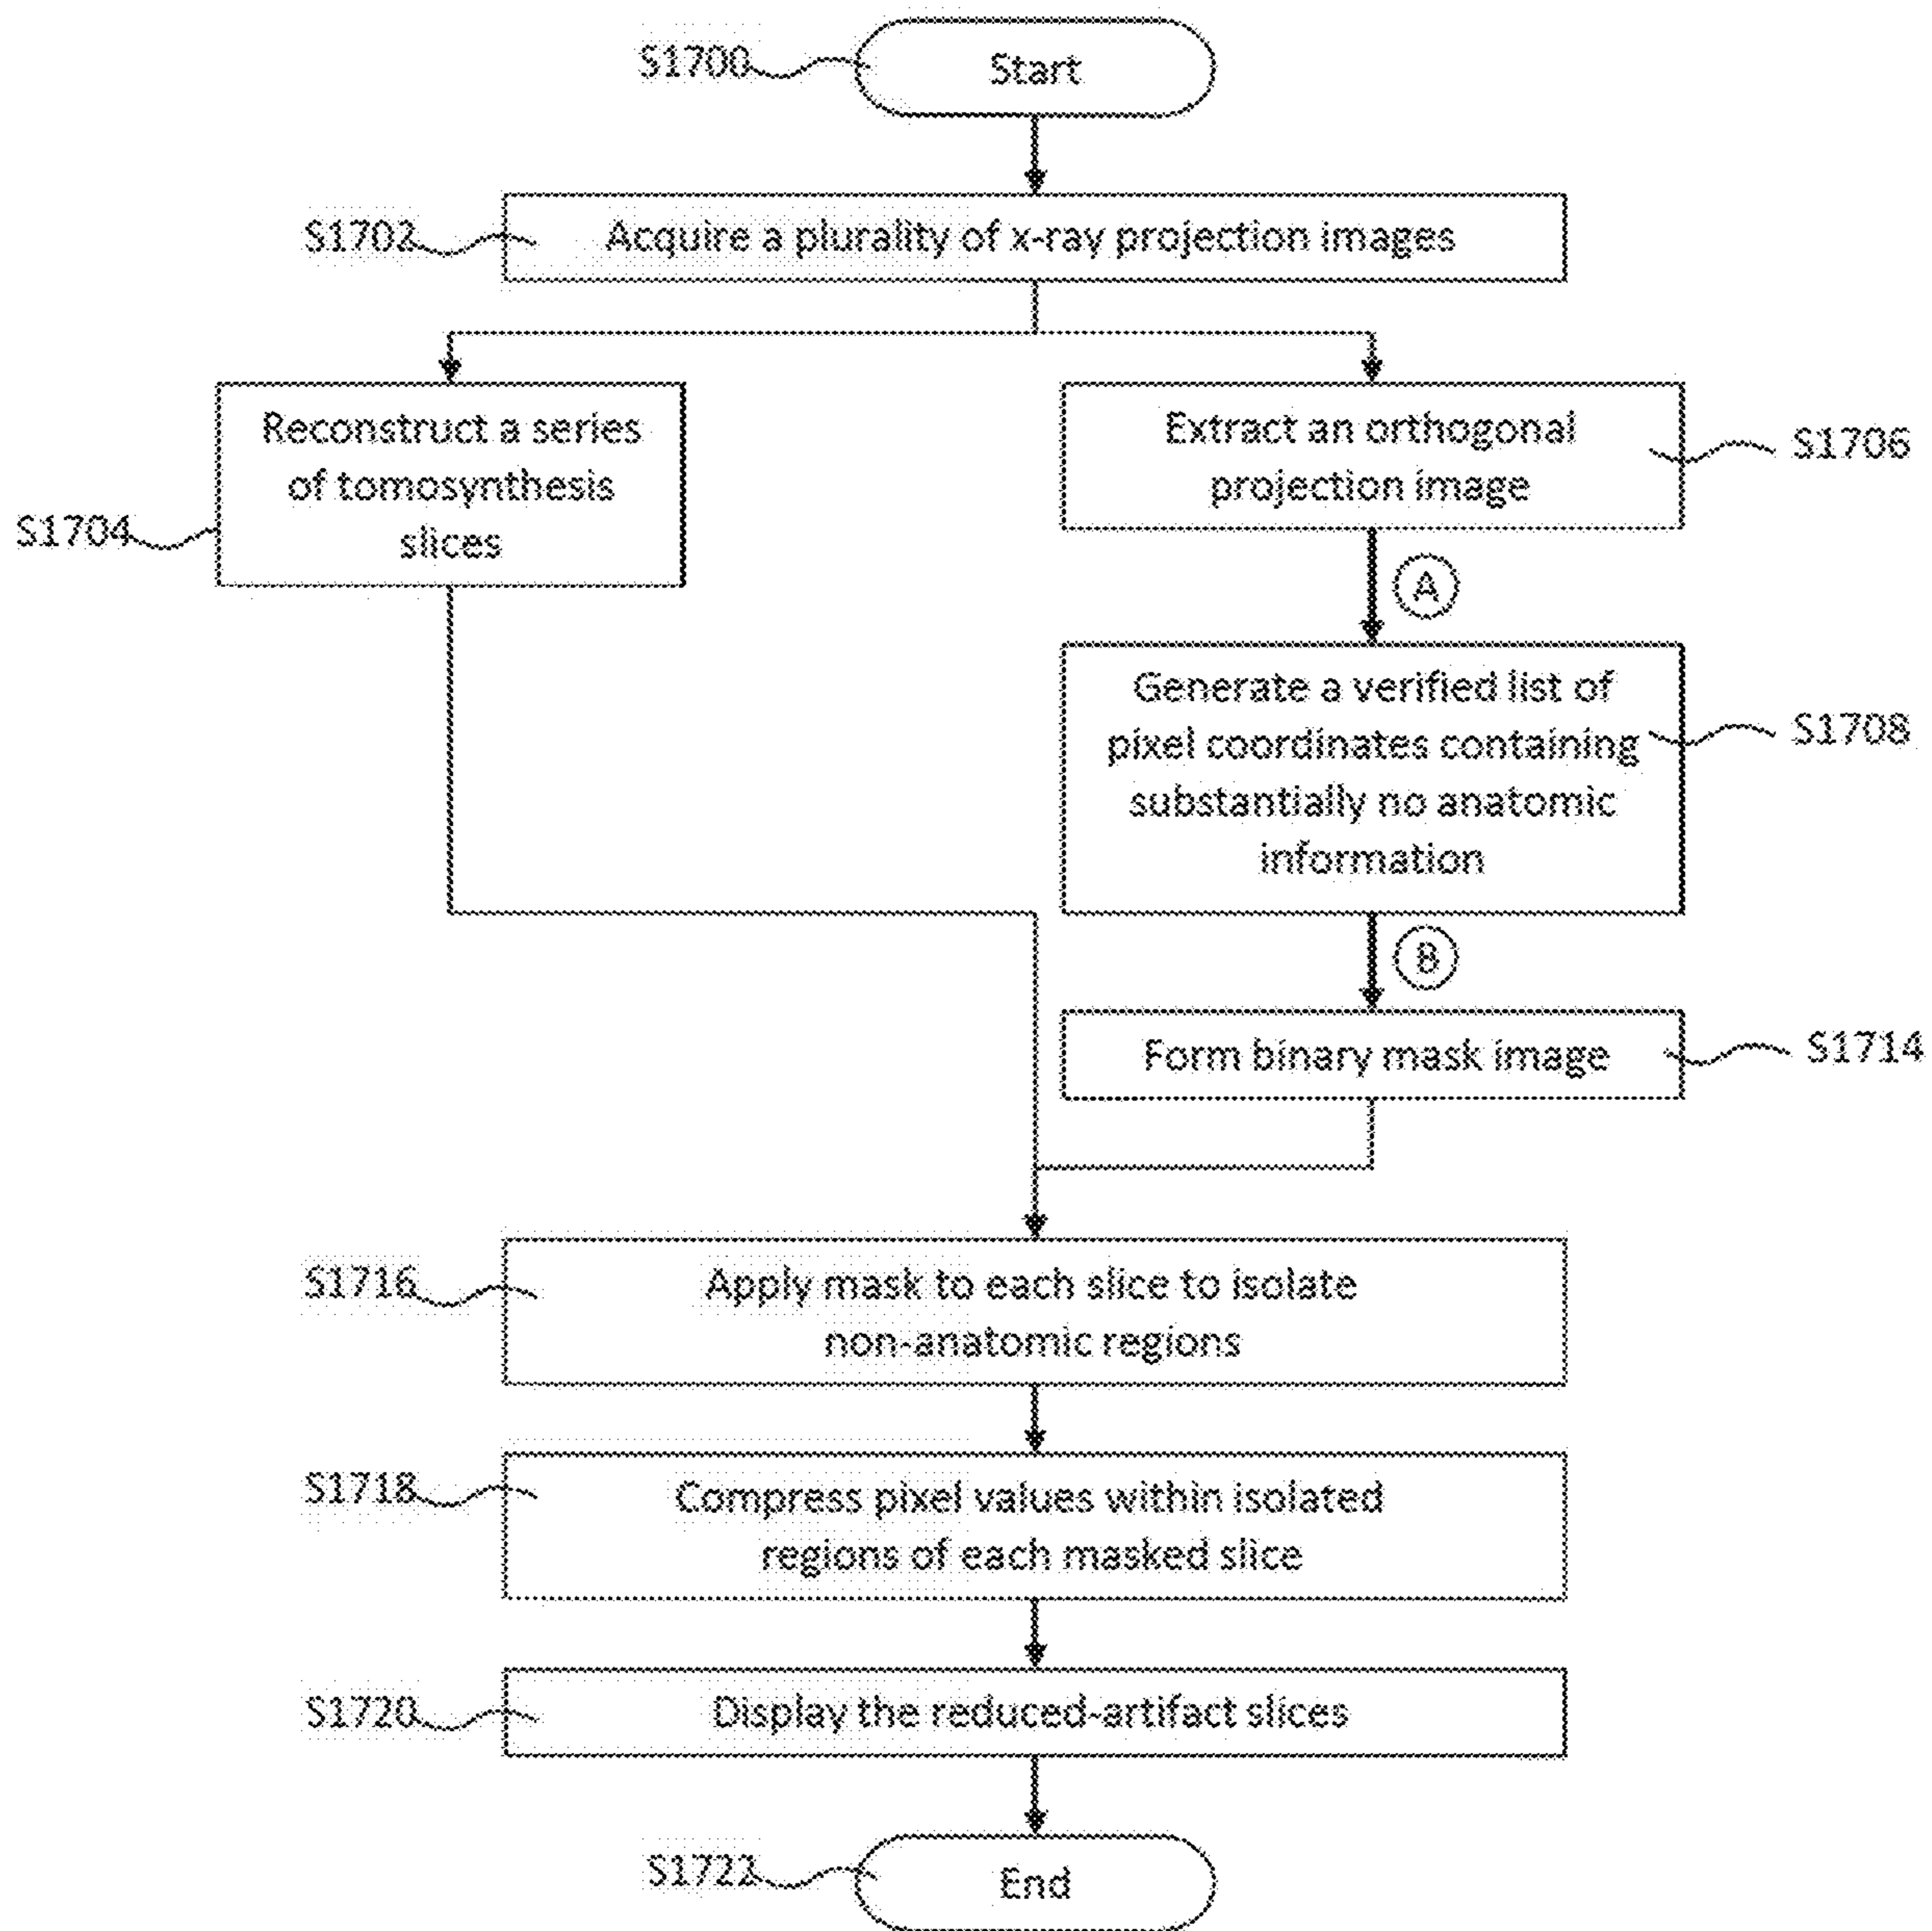 S1700
Start
S1702
Acquire a plurality of x-ray projection images
Reconstruct a series
of tomosynthesis
slices
S1704
Extract an orthogonal
projection image
S1706
A
Generate a verified list of
pixel coordinates containing
substantially no anatomic
information
S1708
B
Form binary mask image
S1714
S1716
Apply mask to each slice to isolate
non-anatomic regions
S1718
Compress pixel values within isolated
regions of each masked slice
S1720
Display the reduced-artifact slices
S1722
End